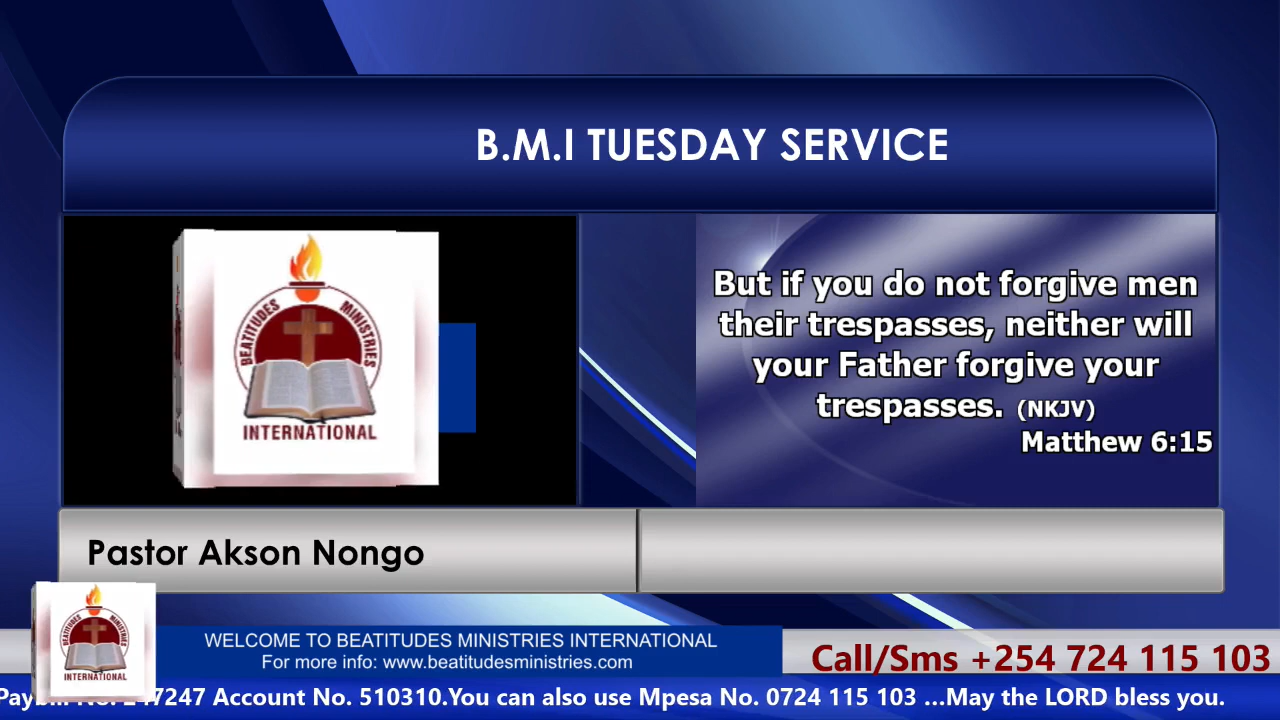 B.M.I TUESDAY SERVICE
BEATITUDES MINISTRIES
INTERNATIONAL
But if you do not forgive men
their trespasses, neither will
your Father forgive your
trespasses. (NKJV)
Matthew 6:15
Pastor Akson Nongo
BEATITUDES MINISTRIES
INTERNATIONAL
WELCOME TO BEATITUDES MINISTRIES INTERNATIONAL
For more info: www.beatitudesministries.com
Call/Sms +254 724 115 103
Account No. 510310.You can also use Mpesa No. 0724 115 103 ...May the LORD bless you.